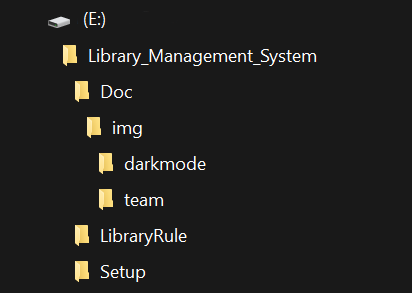 (E:)
Library_Management_System
Doc
img
darkmode
team
LibraryRule
Setup